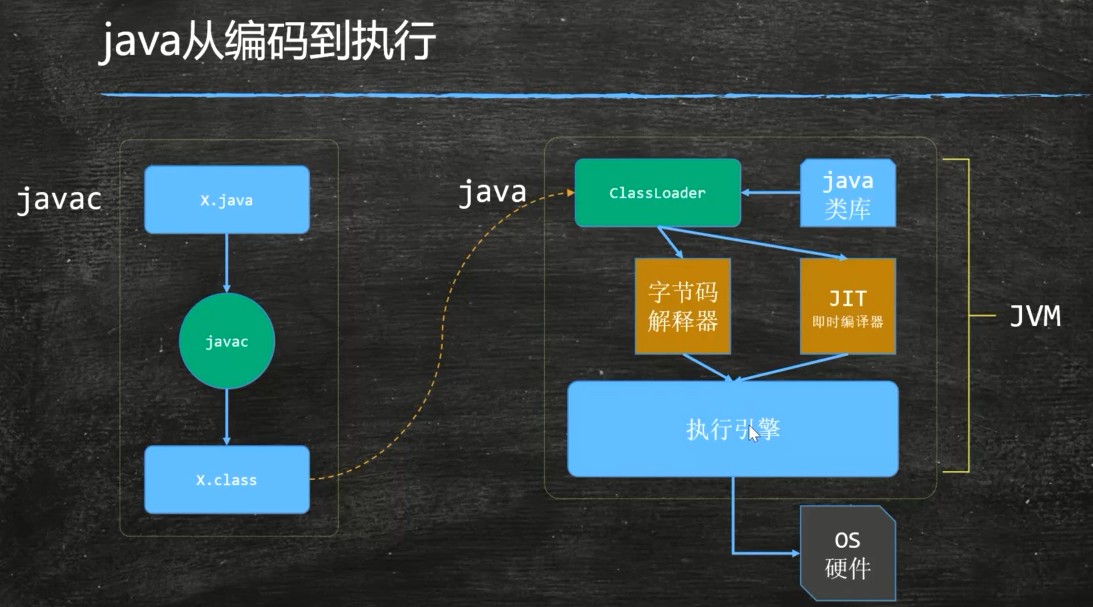 java从编码到执行
javac
X.java
javac
X.class
java
ClassLoader
java
类库
字节码
解释器
JIT
即时编译器
执行引擎
JVM
OS
硬件